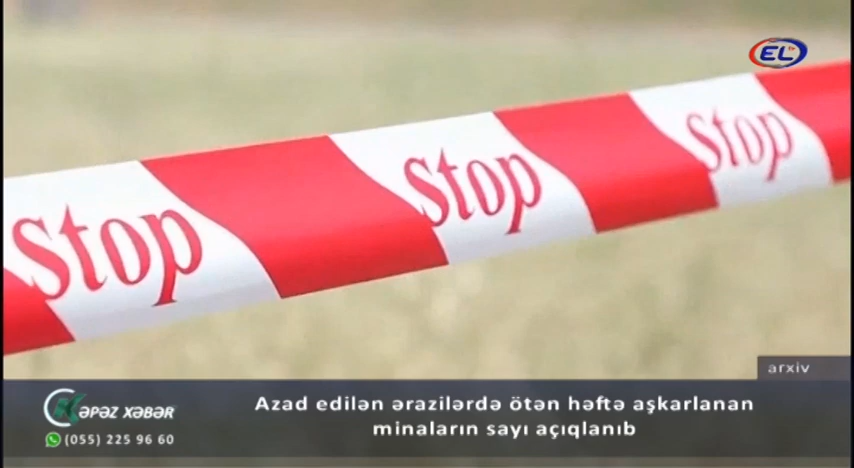 EL tv
Stop Stop Stop
arxiv
KƏPƏZ XƏBƏR
(055) 225 96 60
Azad edilən ərazilərdə ötən həftə aşkarlanan
minaların sayı açıqlanıb